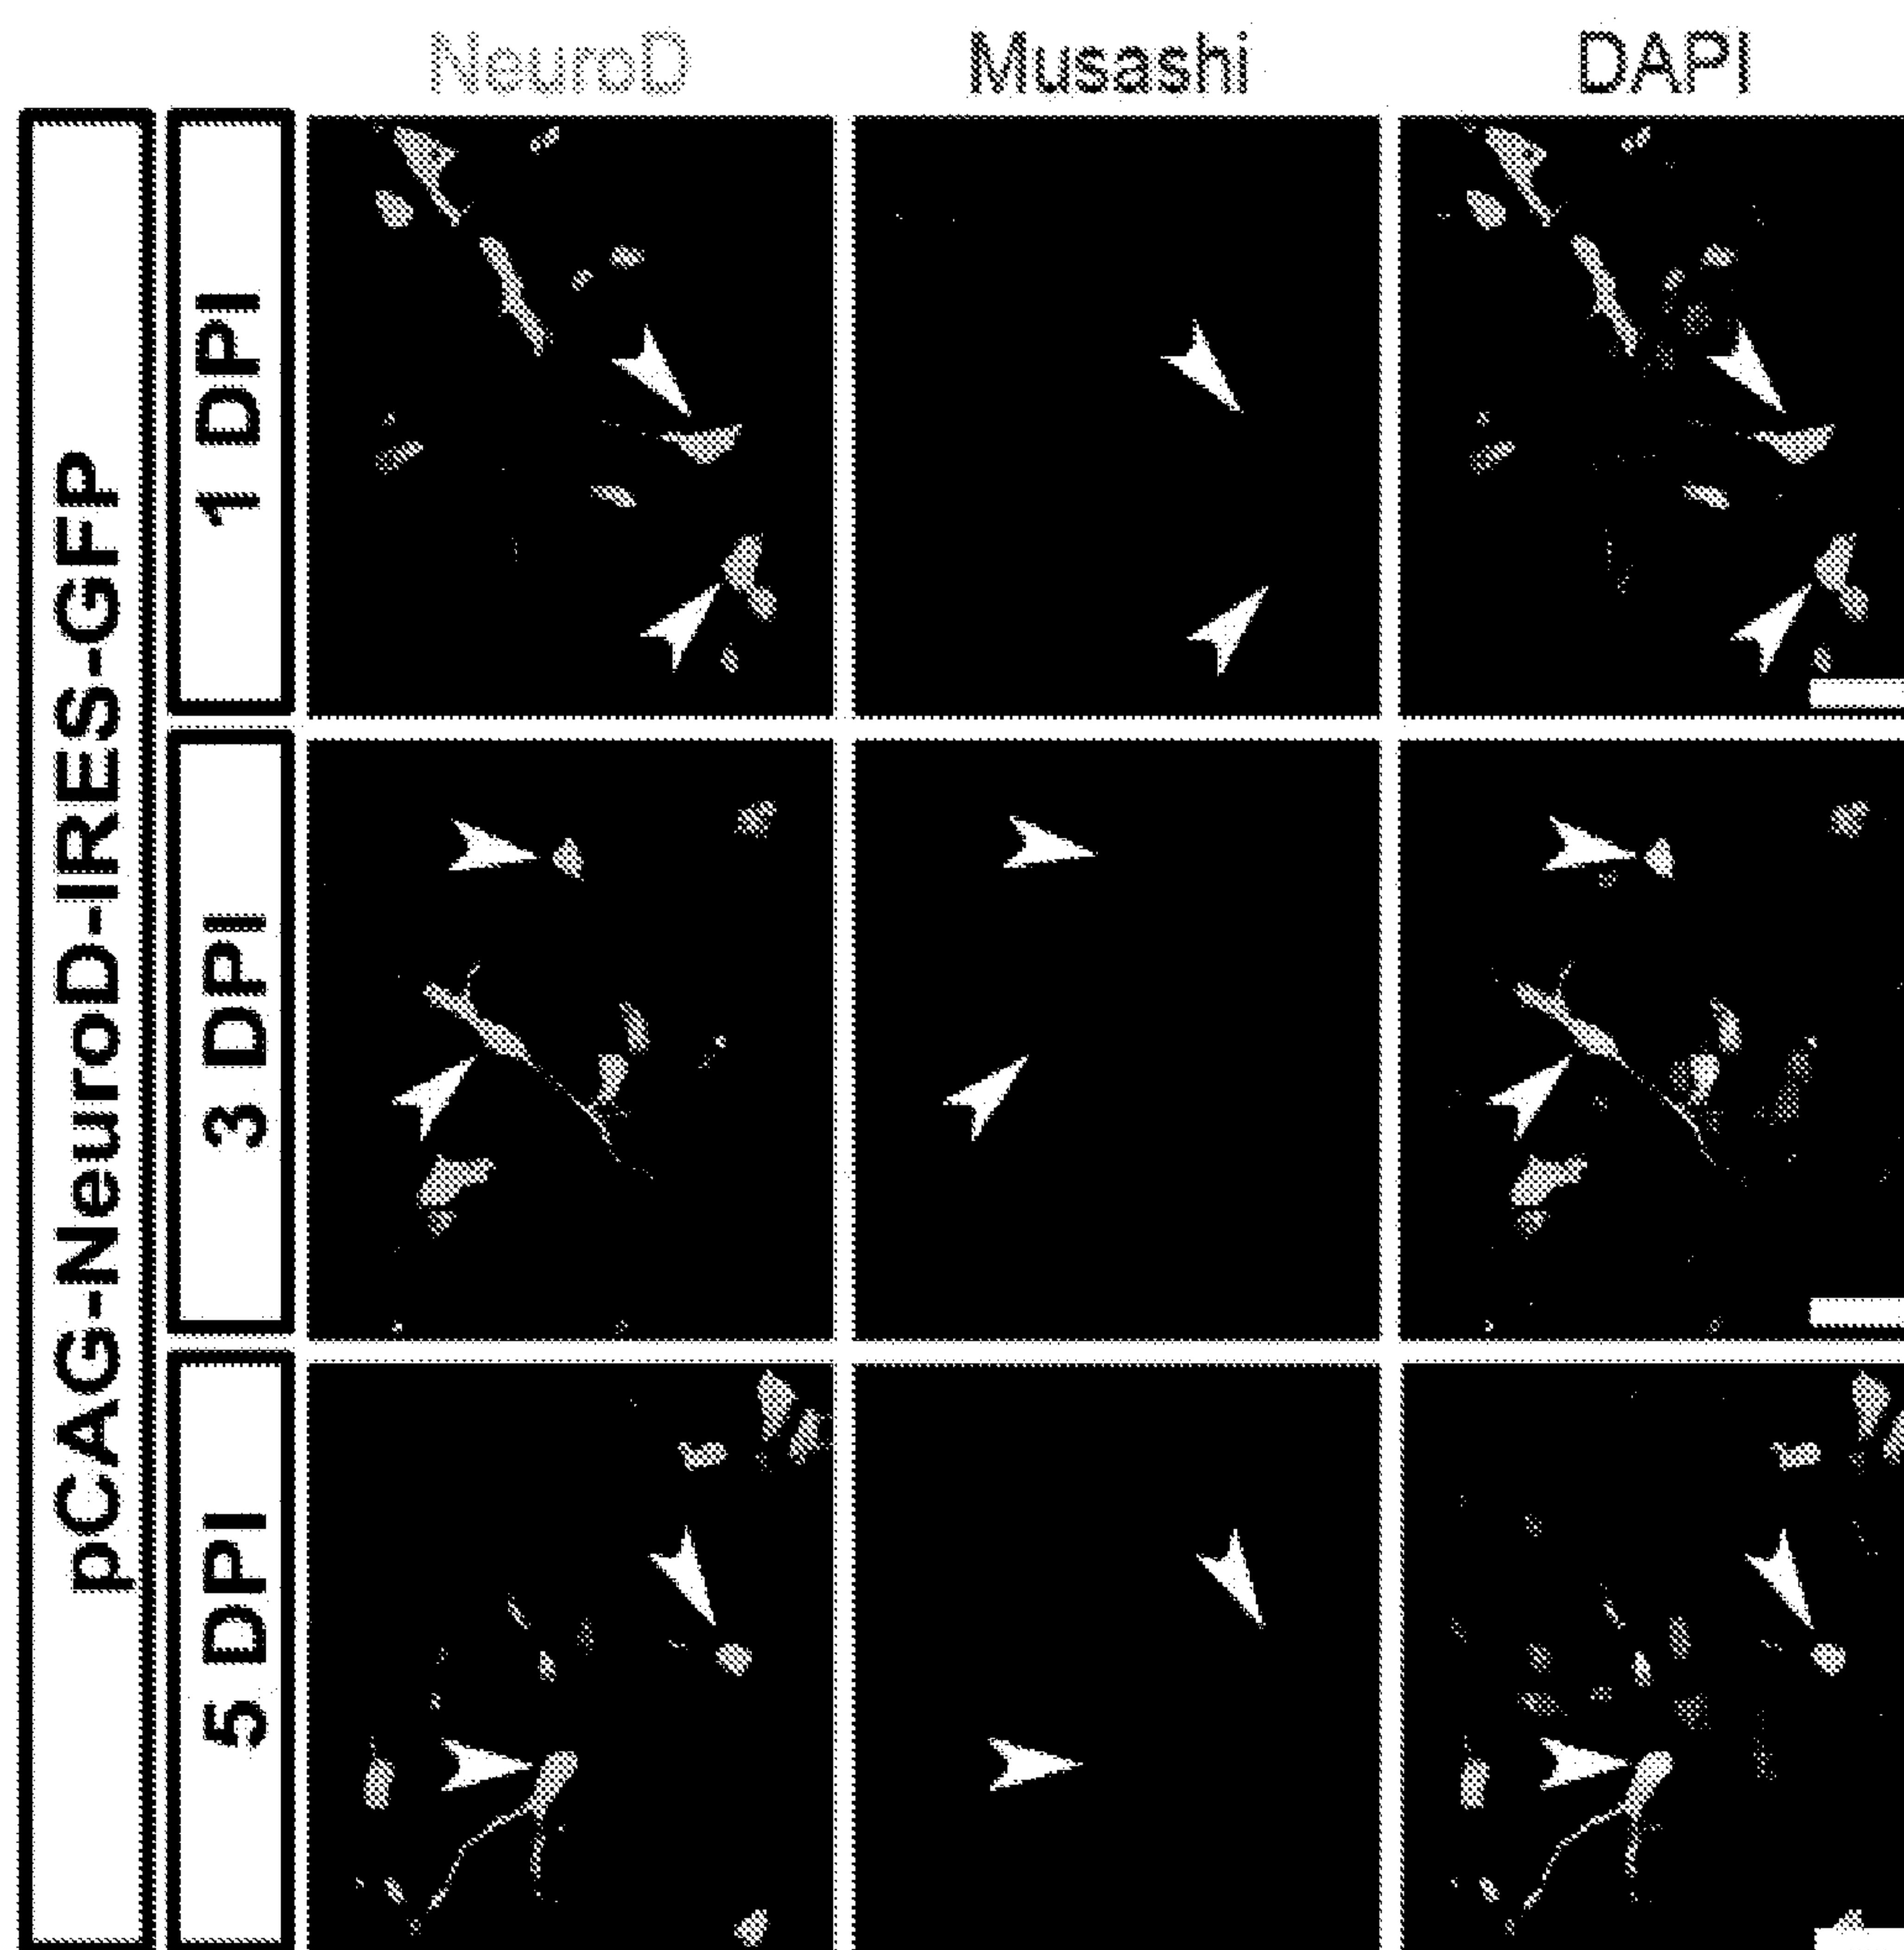 NeuroD Musashi DAPI
pCAG-NeuroD-IRES-GFP
1 DPI
3 DPI
5 DPI